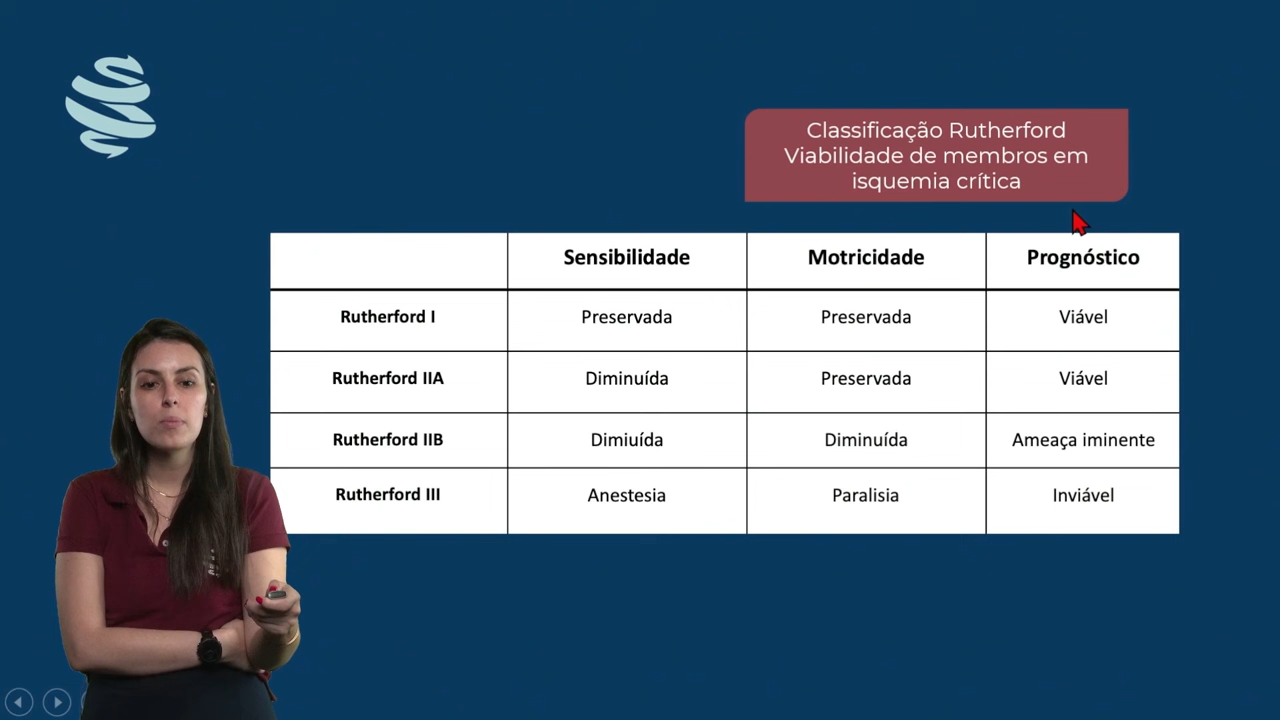 Classificação Rutherford
Viabilidade de membros em
isquemia crítica
Sensibilidade Motricidade Prognóstico
Rutherford I Preservada Preservada Viável
Rutherford IIA Diminuída Preservada Viável
Rutherford IIB Dimiuída Diminuída Ameaça iminente
Rutherford III Anestesia Paralisia Inviável